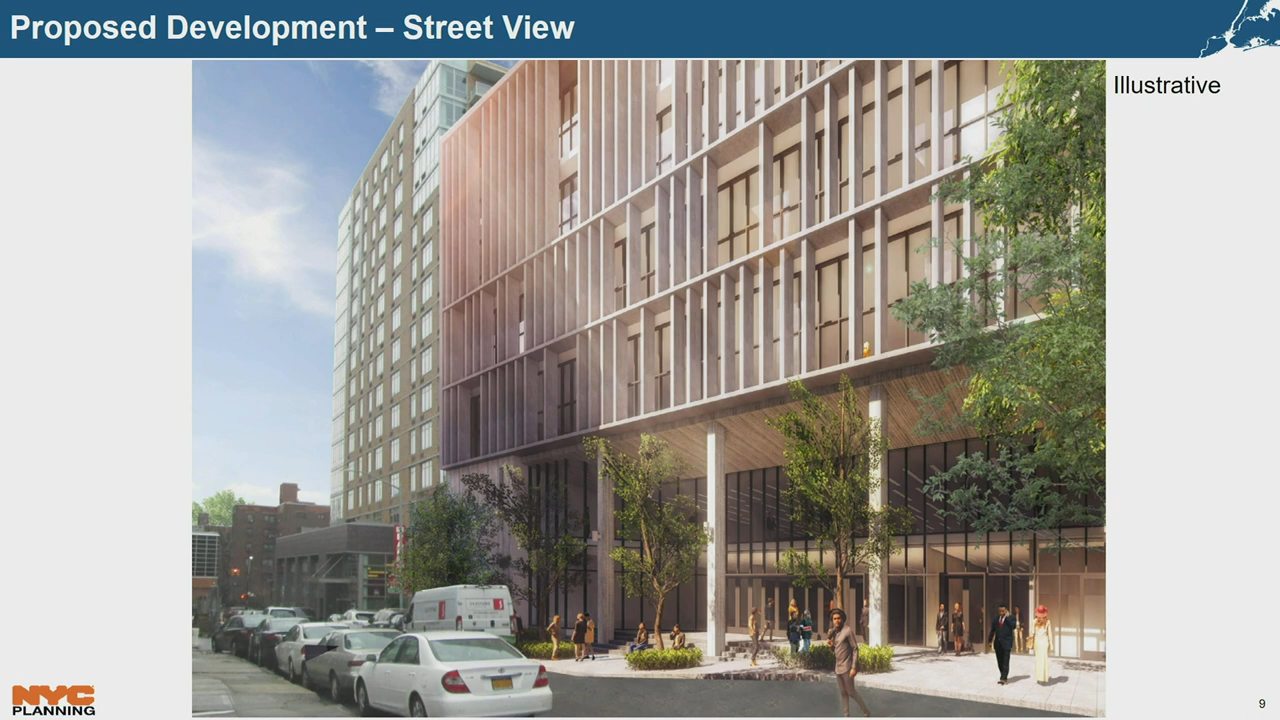 Proposed Development – Street View
Illustrative
NYC
PLANNING
9